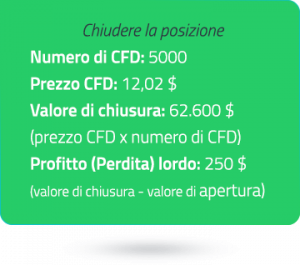 Chiudere la posizione
Numero di CFD: 5000
Prezzo CFD: 12,02 $
Valore di chiusura: 62.600 $
(prezzo CFD x numero di CFD)
Profitto (Perdita) lordo: 250 $
(valore di chiusura - valore di apertura)